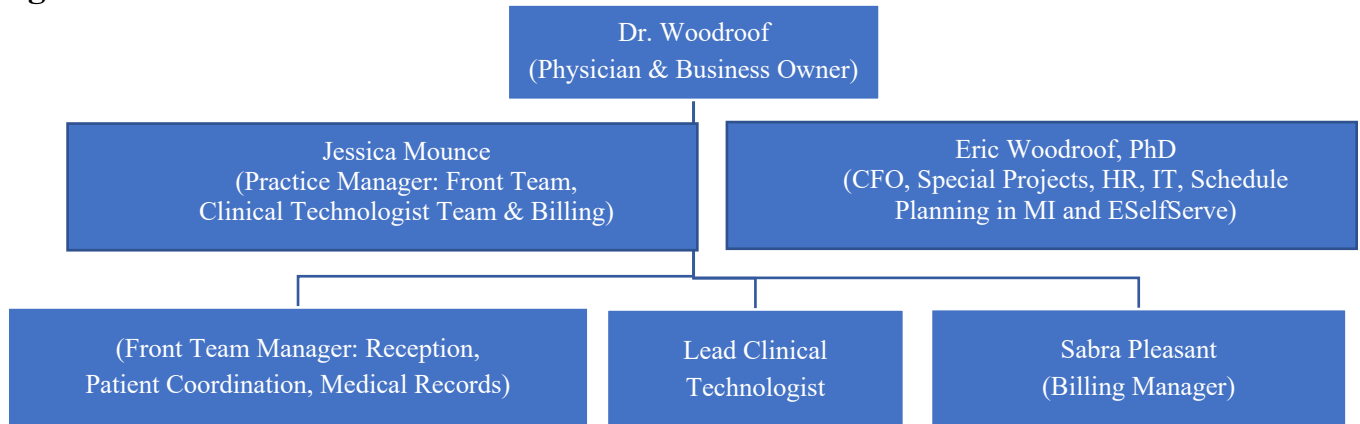 Dr. Woodroof
(Physician & Business Owner)
Jessica Mounce
(Practice Manager: Front Team,
Clinical Technologist Team & Billing)
Eric Woodroof, PhD
(CFO, Special Projects, HR, IT, Schedule
Planning in MI and ESelfServe)
(Front Team Manager: Reception,
Patient Coordination, Medical Records)
Lead Clinical
Technologist
Sabra Pleasant
(Billing Manager)